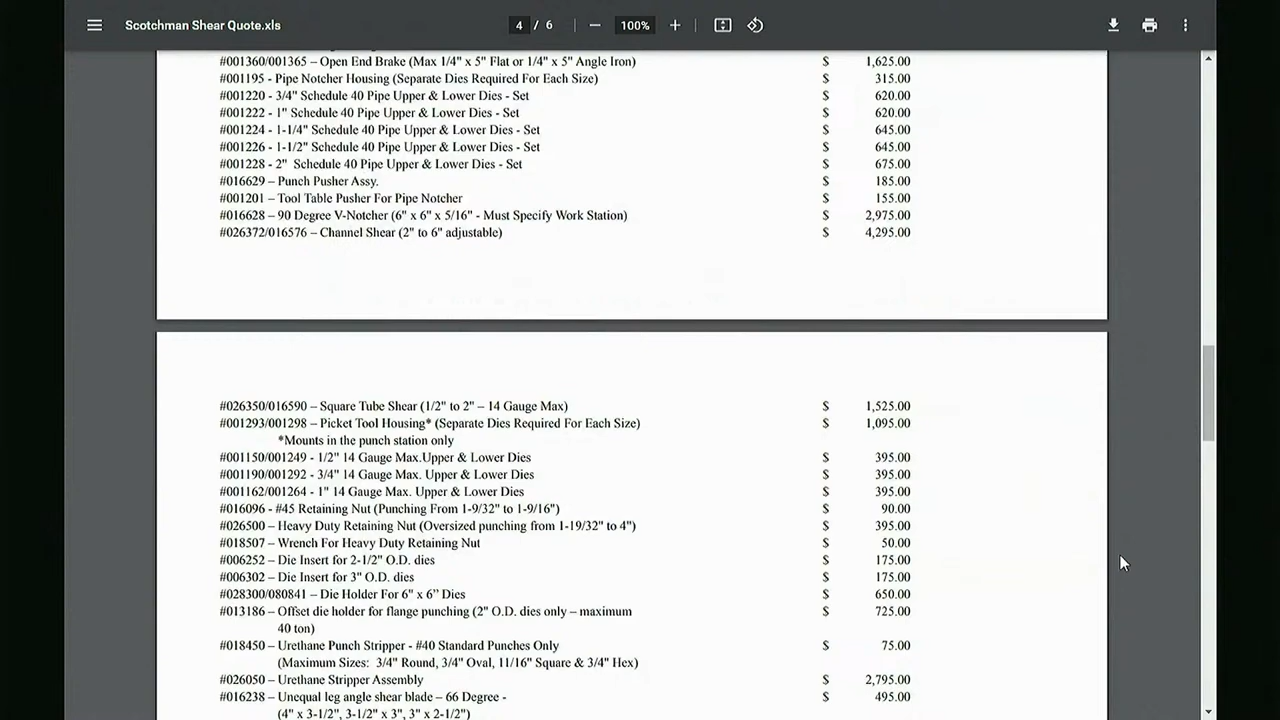 Scotchman Shear Quote.xls
4 / 6
100%
#001360/001365 – Open End Brake (Max 1/4" x 5" Flat or 1/4" x 5" Angle Iron) $ 1,625.00
#001195 - Pipe Notcher Housing (Separate Dies Required For Each Size) $ 315.00
#001220 - 3/4" Schedule 40 Pipe Upper & Lower Dies - Set $ 620.00
#001222 - 1" Schedule 40 Pipe Upper & Lower Dies - Set $ 620.00
#001224 - 1-1/4" Schedule 40 Pipe Upper & Lower Dies - Set $ 645.00
#001226 - 1-1/2" Schedule 40 Pipe Upper & Lower Dies - Set $ 645.00
#001228 - 2" Schedule 40 Pipe Upper & Lower Dies - Set $ 675.00
#016629 – Punch Pusher Assy. $ 185.00
#001201 – Tool Table Pusher For Pipe Notcher $ 155.00
#016628 – 90 Degree V-Notcher (6" x 6" x 5/16" - Must Specify Work Station) $ 2,975.00
#026372/016576 – Channel Shear (2" to 6" adjustable) $ 4,295.00
#026350/016590 – Square Tube Shear (1/2" to 2" – 14 Gauge Max) $ 1,525.00
#001293/001298 – Picket Tool Housing* (Separate Dies Required For Each Size) $ 1,095.00
*Mounts in the punch station only
#001150/001249 - 1/2" 14 Gauge Max.Upper & Lower Dies $ 395.00
#001190/001292 - 3/4" 14 Gauge Max. Upper & Lower Dies $ 395.00
#001162/001264 - 1" 14 Gauge Max. Upper & Lower Dies $ 395.00
#016096 - #45 Retaining Nut (Punching From 1-9/32" to 1-9/16") $ 90.00
#026500 – Heavy Duty Retaining Nut (Oversized punching from 1-19/32" to 4") $ 395.00
#018507 – Wrench For Heavy Duty Retaining Nut $ 50.00
#006252 – Die Insert for 2-1/2" O.D. dies $ 175.00
#006302 – Die Insert for 3" O.D. dies $ 175.00
#028300/080841 – Die Holder For 6" x 6” Dies $ 650.00
#013186 – Offset die holder for flange punching (2" O.D. dies only – maximum $ 725.00
40 ton)
#018450 – Urethane Punch Stripper - #40 Standard Punches Only $ 75.00
(Maximum Sizes: 3/4" Round, 3/4" Oval, 11/16" Square & 3/4" Hex)
#026050 – Urethane Stripper Assembly $ 2,795.00
#016238 – Unequal leg angle shear blade – 66 Degree - $ 495.00
(4" x 3-1/2", 3-1/2" x 3", 3" x 2-1/2")